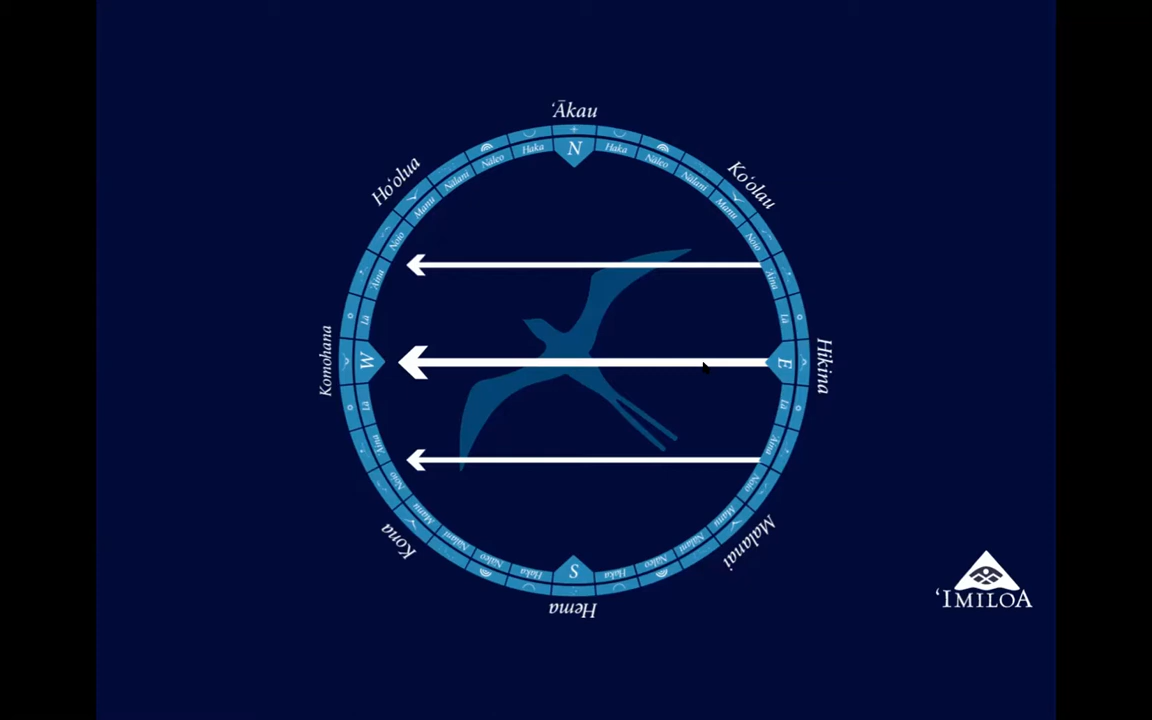 ʻĀkau
N
Haka
Nāleo
Nālani
Manu
Noio
ʻĀina
Lā
E
Lā
ʻĀina
Noio
Manu
Nālani
Nāleo
Haka
S
Haka
Nāleo
Nālani
Manu
Noio
ʻĀina
Lā
W
Lā
ʻĀina
Noio
Manu
Nālani
Nāleo
Haka
Koʻolau
Hikina
Malanai
Hema
Kona
Komohana
Hoʻolua
ʻIMILOA